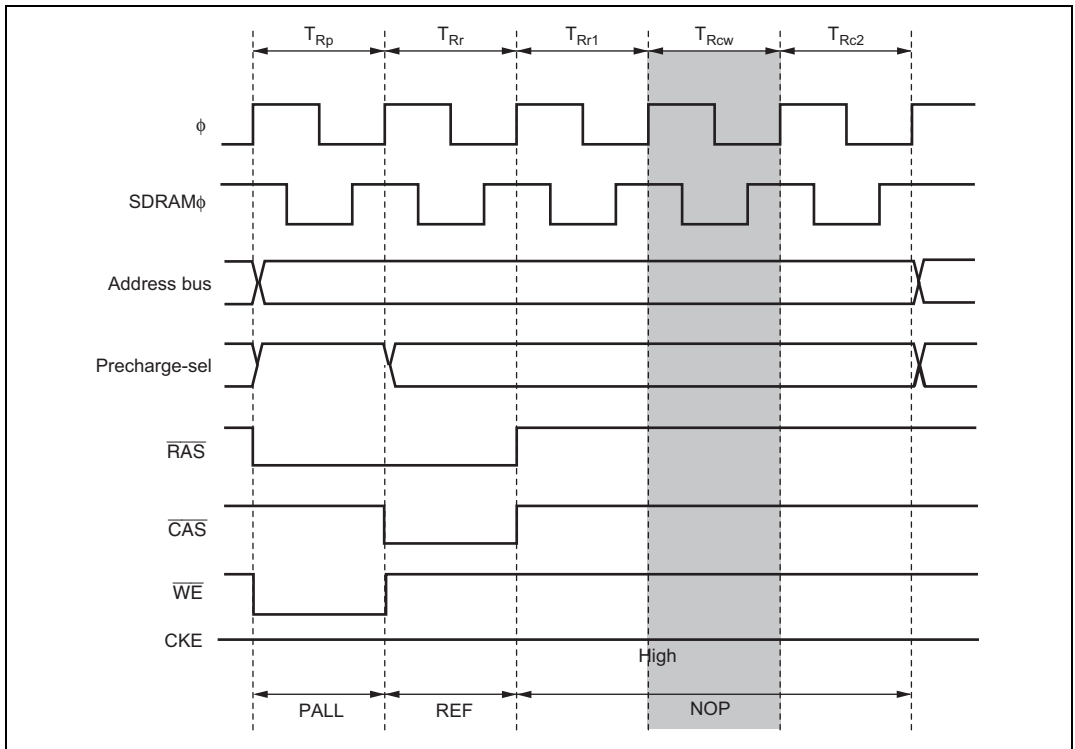 TRp TRr TRr1 TRcw TRc2
ϕ
SDRAMϕ
Address bus
Precharge-sel
RAS
CAS
WE
CKE
High
PALL REF NOP